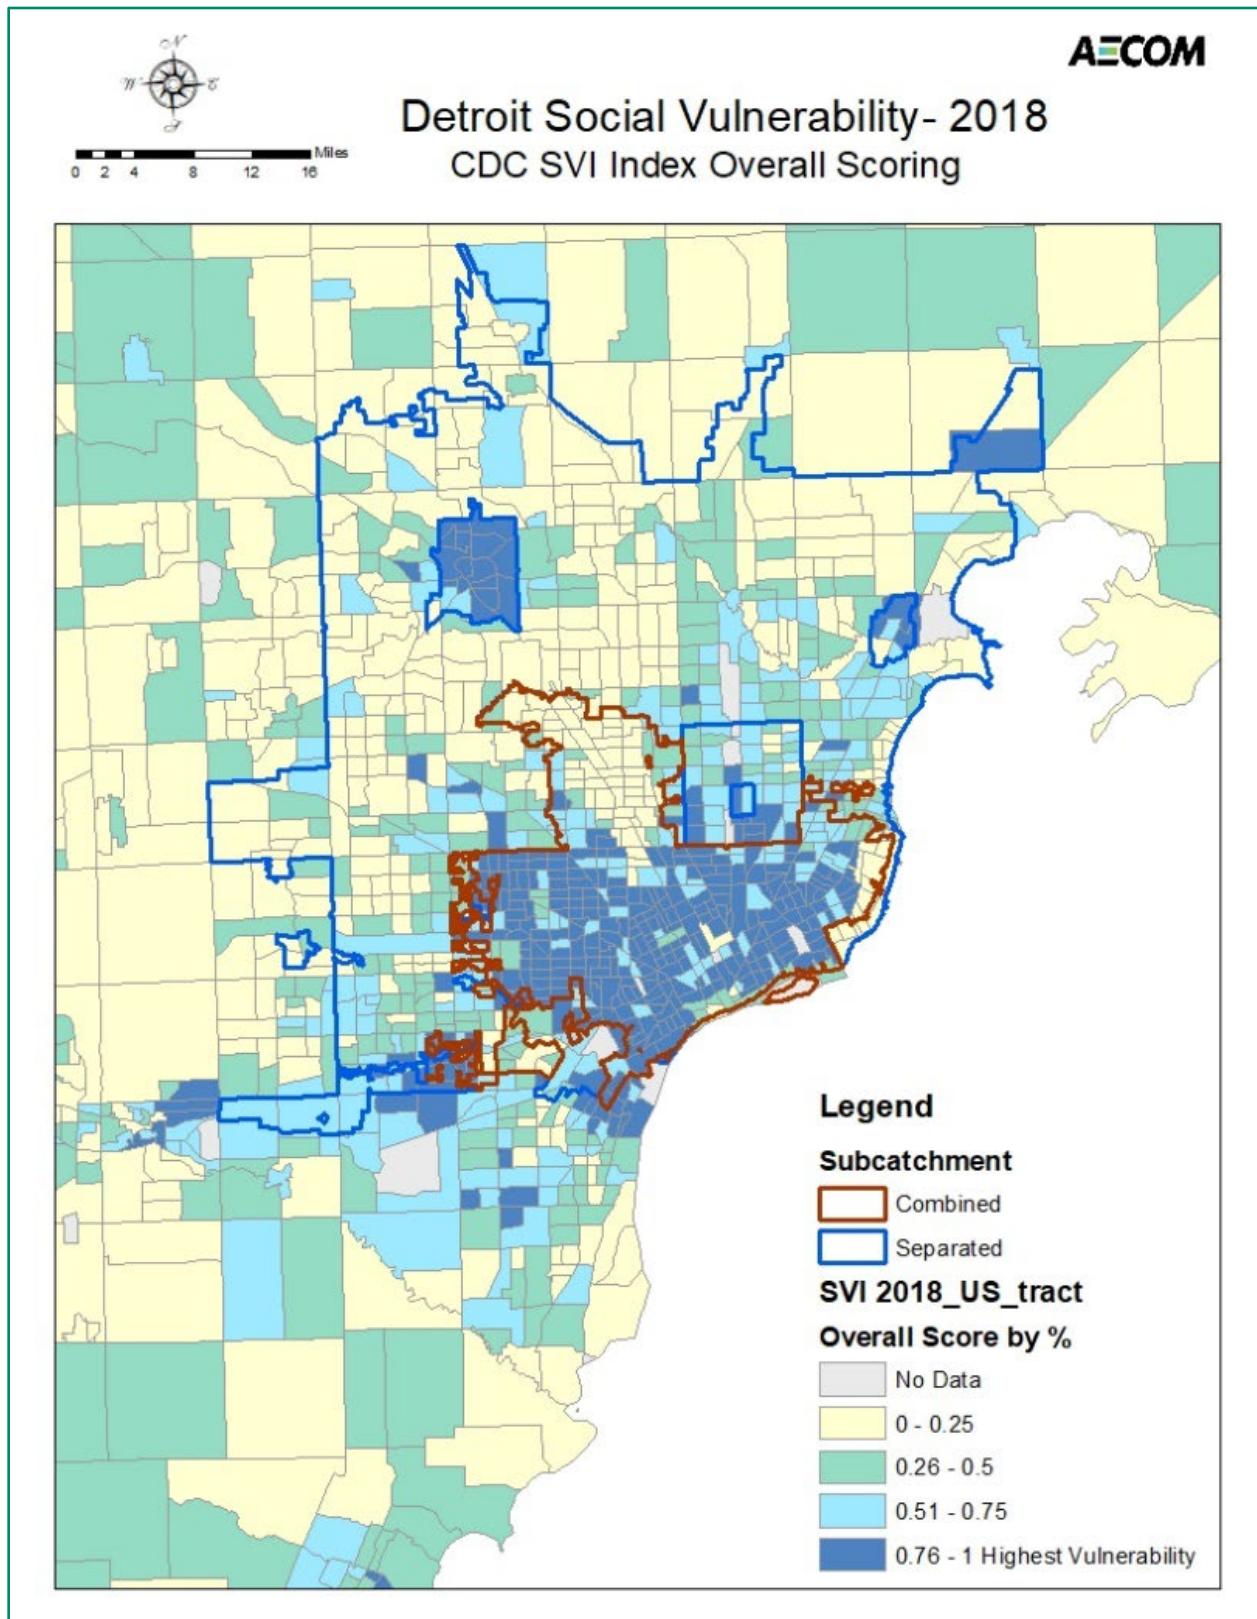 N
W
E
S
AECOM
Detroit Social Vulnerability- 2018
CDC SVI Index Overall Scoring
Miles
0 2 4 8 12 16
Legend
Subcatchment
Combined
Separated
SVI 2018_US_tract
Overall Score by %
No Data
0 - 0.25
0.26 - 0.5
0.51 - 0.75
0.76 - 1 Highest Vulnerability